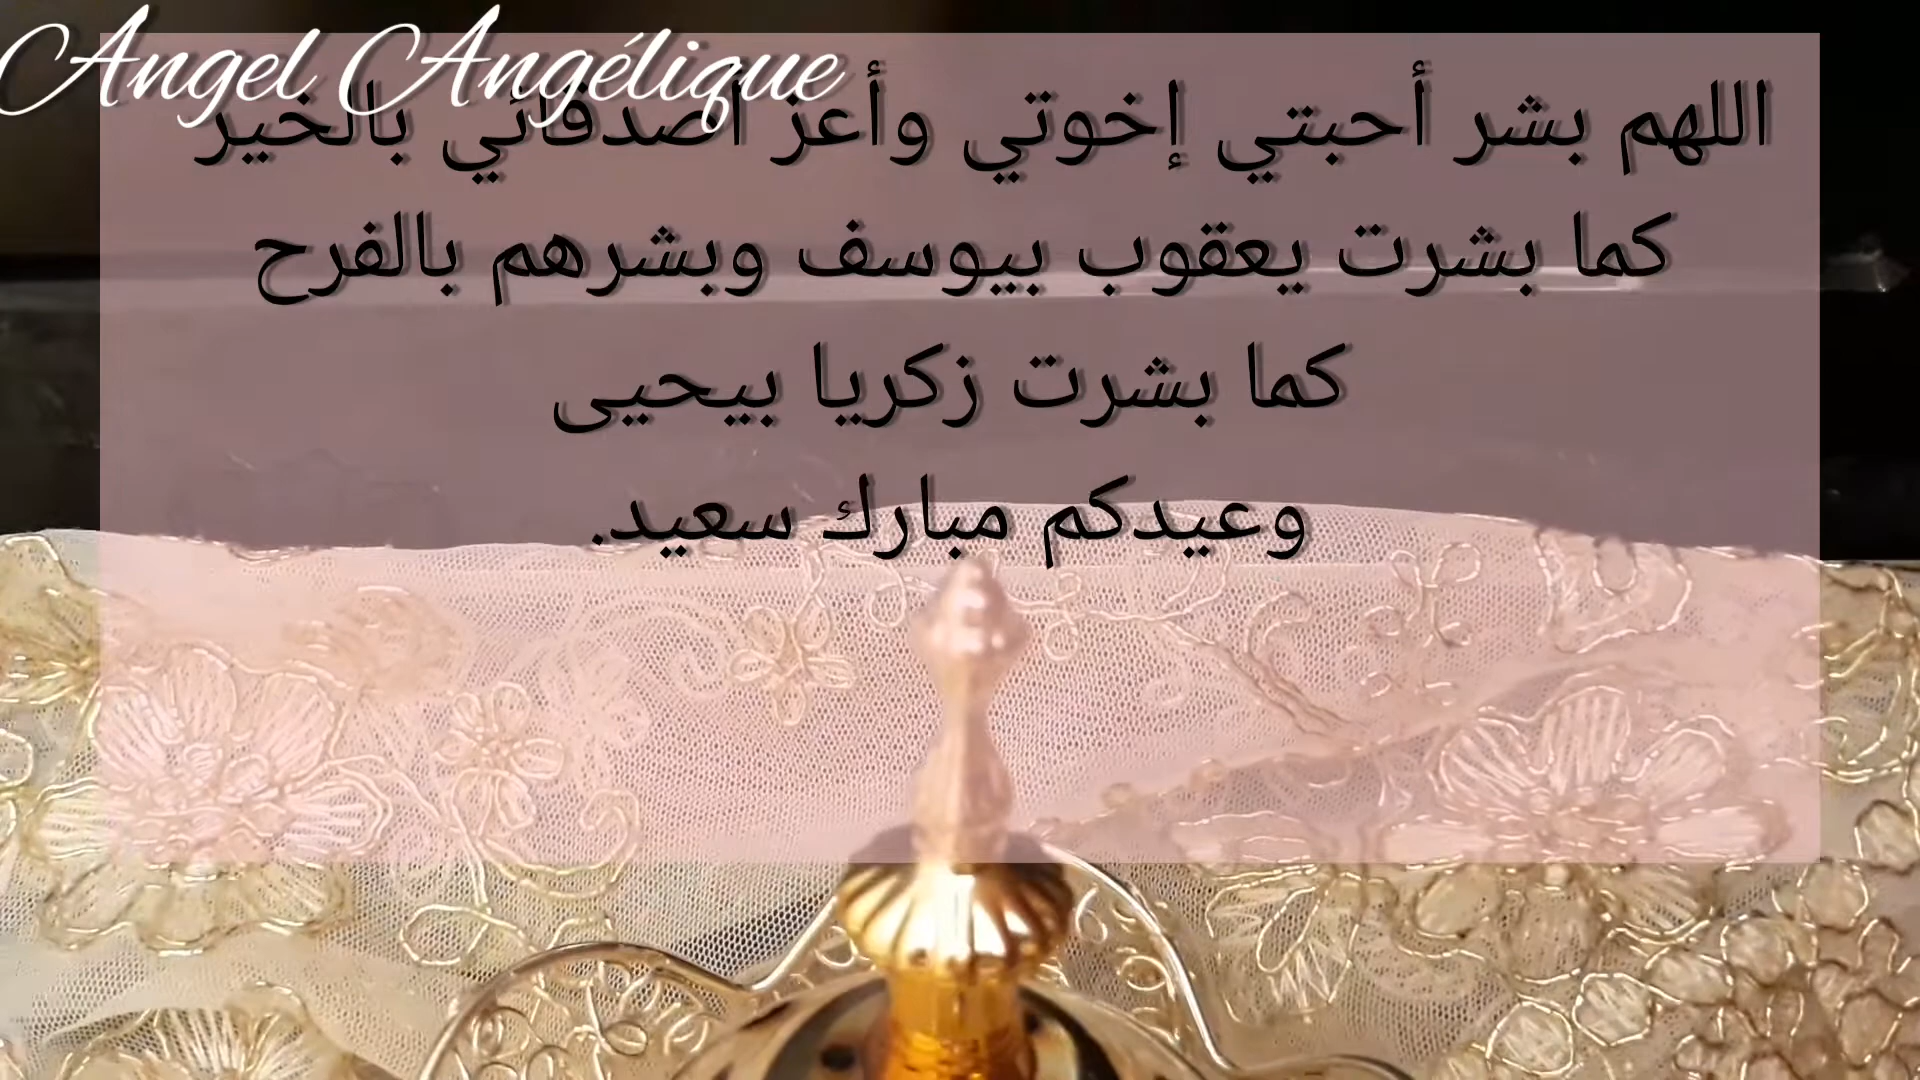 Angel Angélique
اللهم بشر أحبتي إخوتي وأعز أصدقائي بالخير
كما بشرت يعقوب بيوسف وبشرهم بالفرح
كما بشرت زكريا بيحيى
وعيدكم مبارك سعيد.